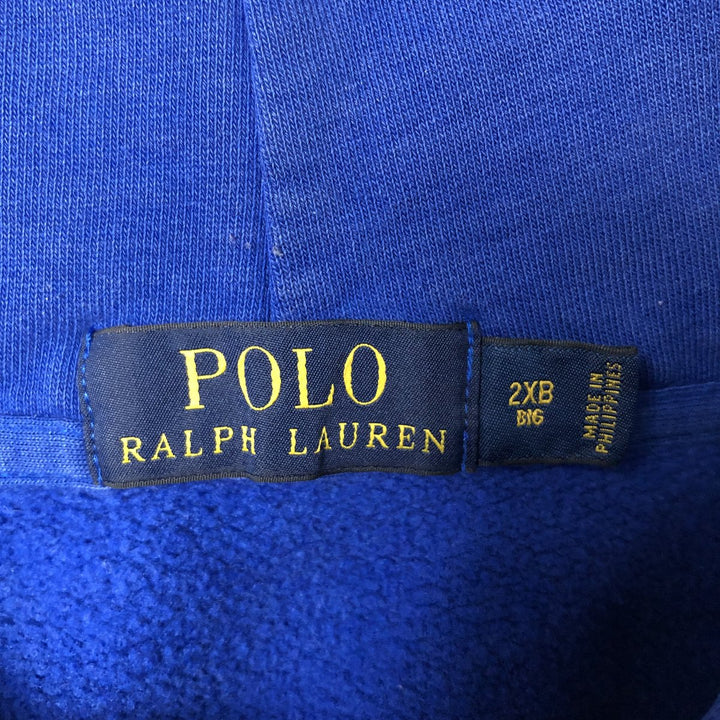 POLO
RALPH LAUREN
2XB
BIG
MADE IN
PHILIPPINES